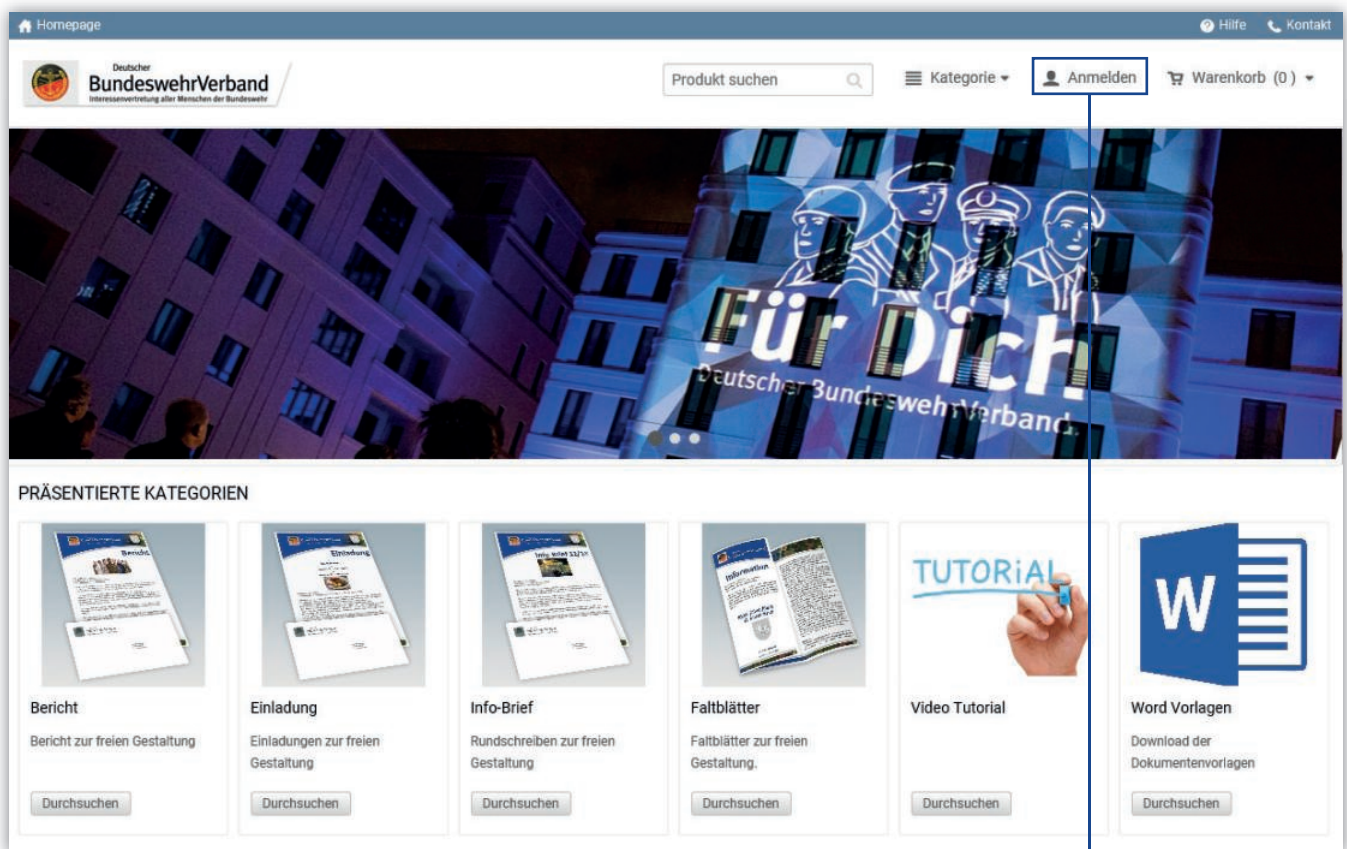 Homepage
Hilfe Kontakt
Deutscher
BundeswehrVerband
Interessenvertretung aller Menschen der Bundeswehr
Produkt suchen
Kategorie
Anmelden
Warenkorb (0)
Für Dich
Deutscher BundeswehrVerband.
PRÄSENTIERTE KATEGORIEN
Bericht
Einladung
Info-Brief 11/14
Information
TUTORiAL
W
Bericht
Bericht zur freien Gestaltung
Durchsuchen
Einladung
Einladungen zur freien
Gestaltung
Durchsuchen
Info-Brief
Rundschreiben zur freien
Gestaltung
Durchsuchen
Faltblätter
Faltblätter zur freien
Gestaltung.
Durchsuchen
Video Tutorial
Durchsuchen
Word Vorlagen
Download der
Dokumentenvorlagen
Durchsuchen